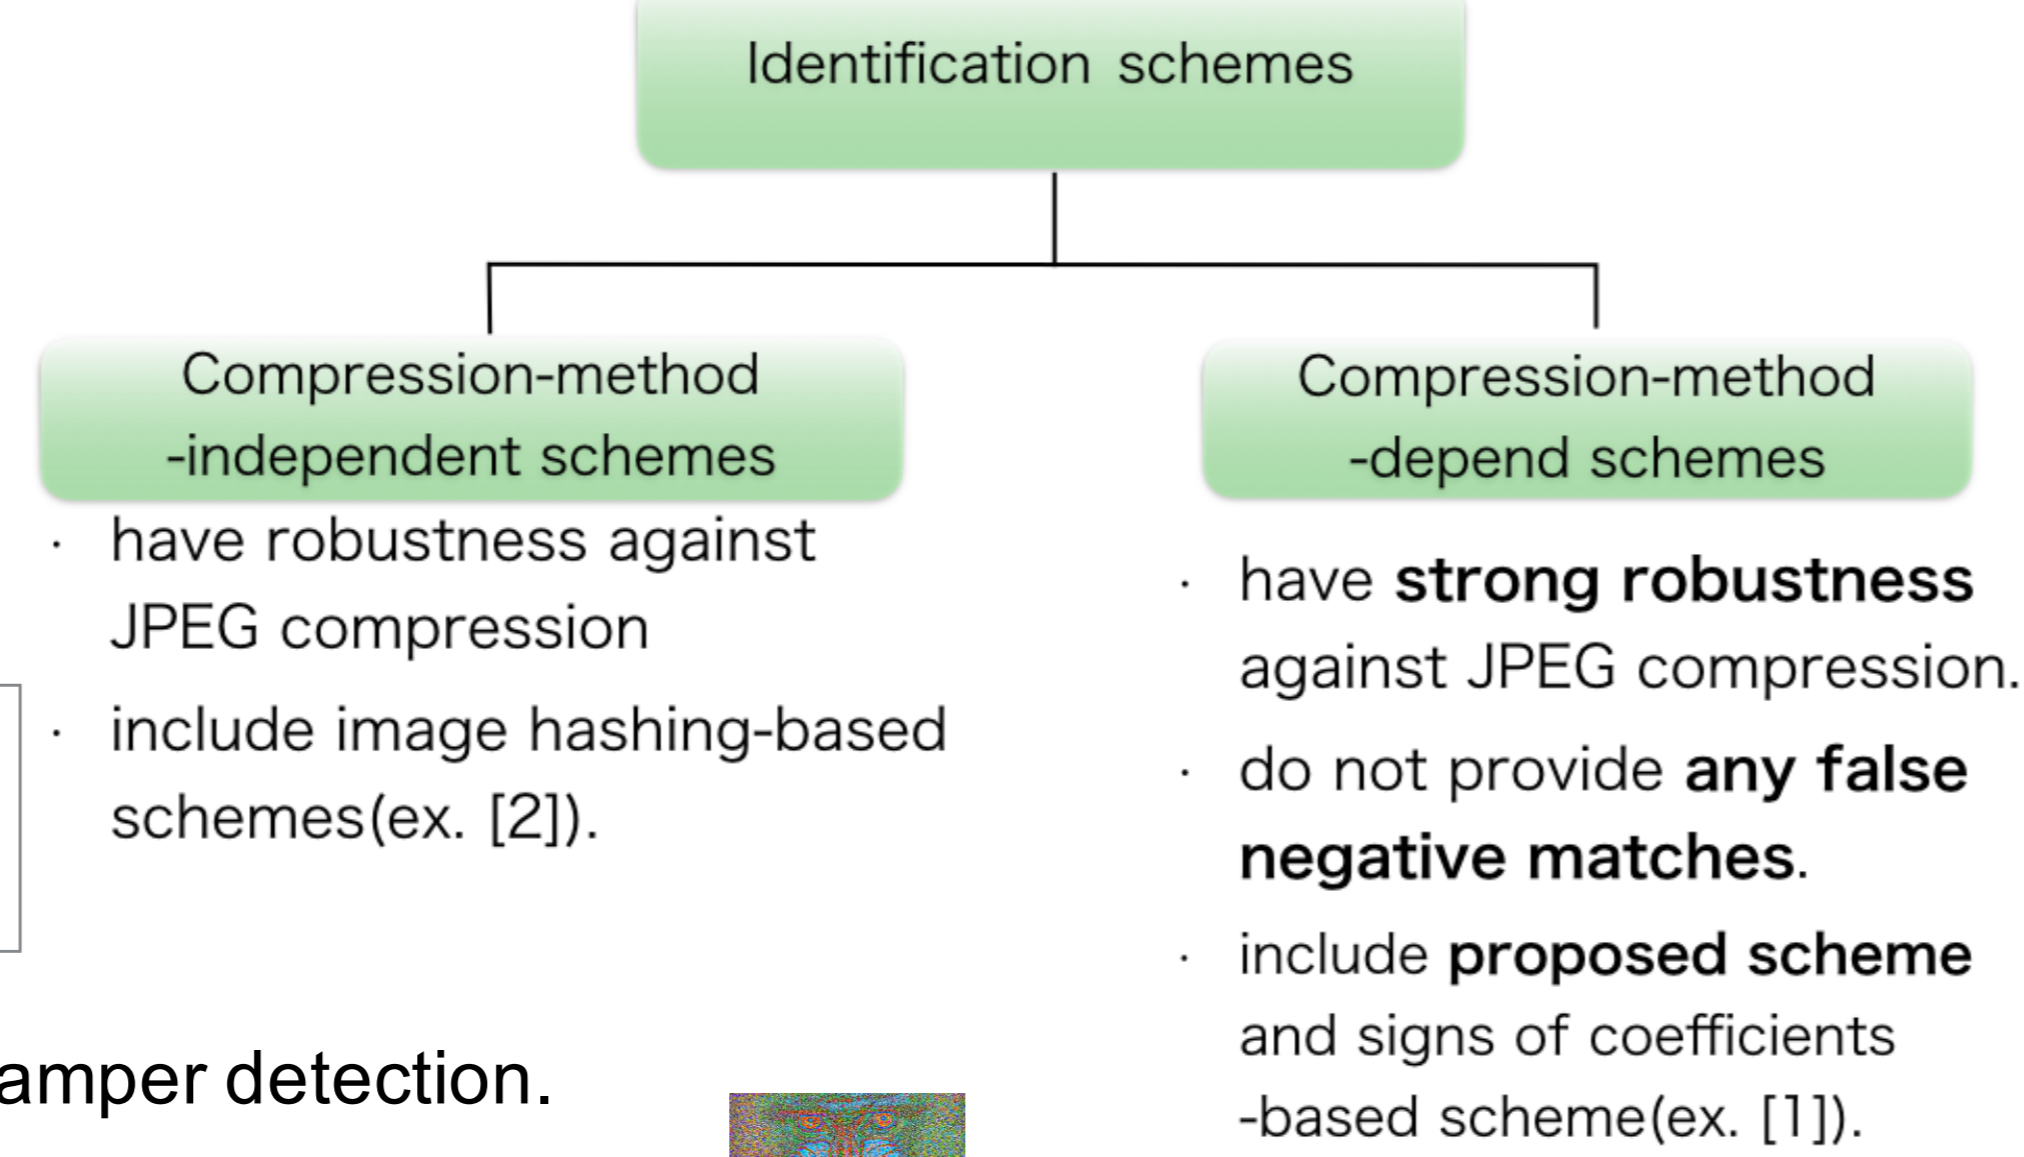 Identification schemes
Compression-method
-independent schemes
· have robustness against
JPEG compression
· include image hashing-based
schemes(ex. [2]).
Compression-method
-depend schemes
· have strong robustness
against JPEG compression.
· do not provide any false
negative matches.
· include proposed scheme
and signs of coefficients
-based scheme(ex. [1]).
amper detection.